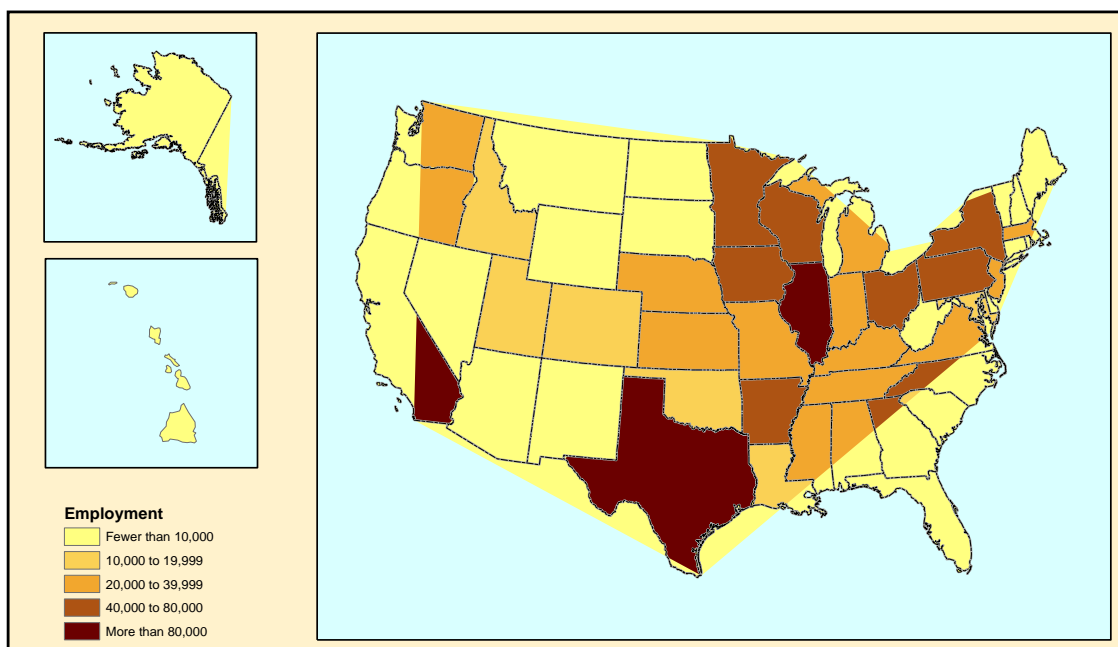 Employment
Fewer than 10,000
10,000 to 19,999
20,000 to 39,999
40,000 to 80,000
More than 80,000